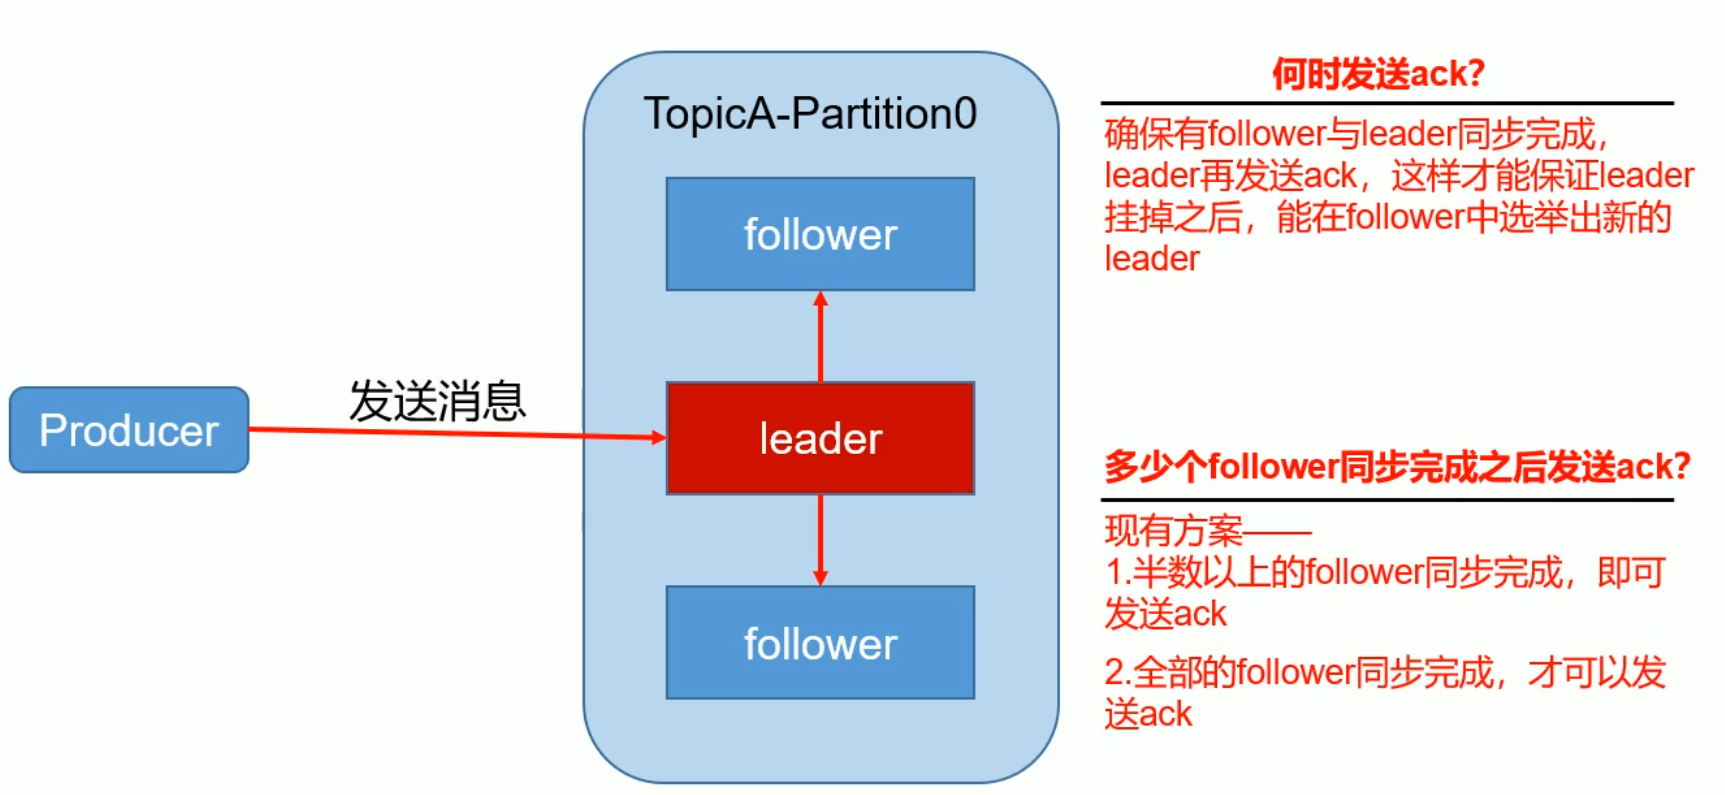 TopicA-Partition0
follower
Producer
发送消息
leader
follower
何时发送ack？
确保有follower与leader同步完成，
leader再发送ack，这样才能保证leader
挂掉之后，能在follower中选举出新的
leader
多少个follower同步完成之后发送ack？
现有方案——
1.半数以上的follower同步完成，即可
发送ack
2.全部的follower同步完成，才可以发
送ack